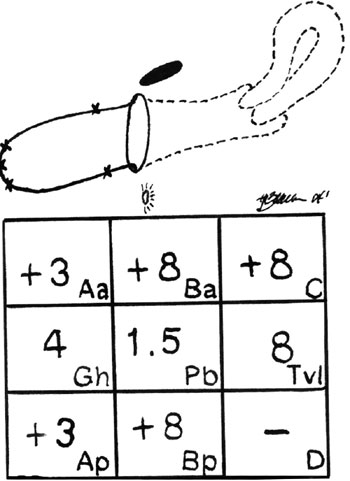 +3 Aa +8 Ba +8 C
4 Gh 1.5 Pb 8 Tvl
+3 Ap +8 Bp - D